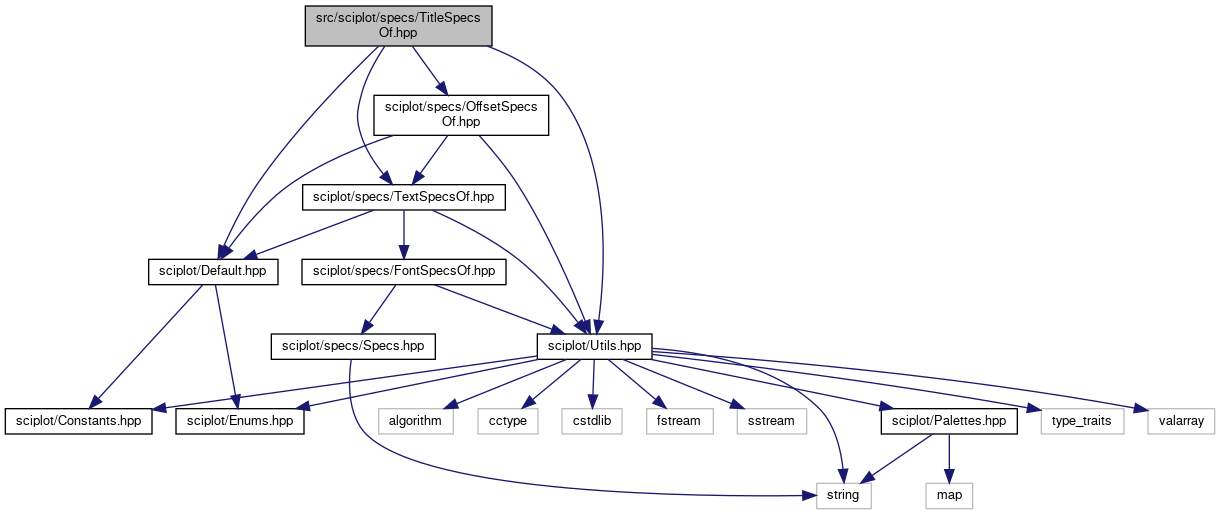 src/sciplot/specs/TitleSpecs
Of.hpp
sciplot/specs/OffsetSpecs
Of.hpp
sciplot/specs/TextSpecsOf.hpp
sciplot/Default.hpp
sciplot/specs/FontSpecsOf.hpp
sciplot/specs/Specs.hpp
sciplot/Utils.hpp
sciplot/Constants.hpp
sciplot/Enums.hpp
algorithm
cctype
cstdlib
fstream
sstream
sciplot/Palettes.hpp
type_traits
valarray
string
map